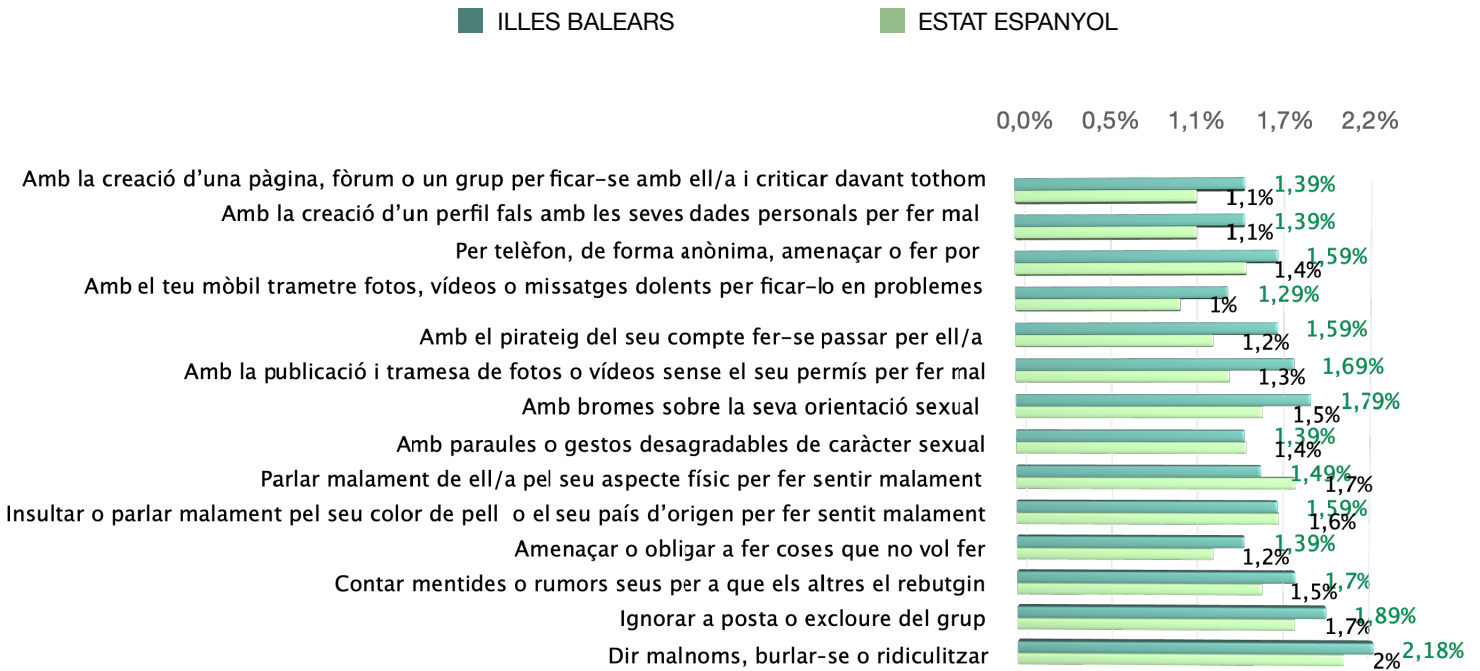 ILLES BALEARS ESTAT ESPANYOL
0,0% 0,5% 1,1% 1,7% 2,2%
Amb la creació d’una pàgina, fòrum o un grup per ficar-se amb ell/a i criticar davant tothom 1,39% 1,1%
Amb la creació d’un perfil fals amb les seves dades personals per fer mal 1,39% 1,1%
Per telèfon, de forma anònima, amenaçar o fer por 1,59% 1,4%
Amb el teu mòbil trametre fotos, vídeos o missatges dolents per ficar-lo en problemes 1,29% 1%
Amb el pirateig del seu compte fer-se passar per ell/a 1,59% 1,2%
Amb la publicació i tramesa de fotos o vídeos sense el seu permís per fer mal 1,69% 1,3%
Amb bromes sobre la seva orientació sexual 1,79% 1,5%
Amb paraules o gestos desagradables de caràcter sexual 1,39% 1,4%
Parlar malament de ell/a pel seu aspecte físic per fer sentir malament 1,49% 1,7%
Insultar o parlar malament pel seu color de pell o el seu país d’origen per fer sentit malament 1,59% 1,6%
Amenaçar o obligar a fer coses que no vol fer 1,39% 1,2%
Contar mentides o rumors seus per a que els altres el rebutgin 1,7% 1,5%
Ignorar a posta o excloure del grup 1,89% 1,7%
Dir malnoms, burlar-se o ridiculitzar 2,18% 2%